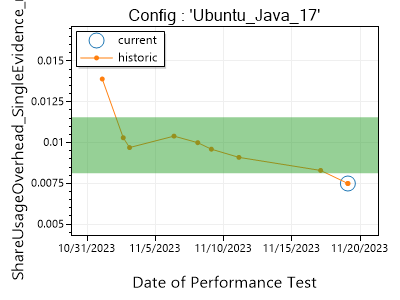 Config : 'Ubuntu_Java_17'
current
historic
0.015
0.0125
0.01
0.0075
0.005
ShareUsageOverhead_SingleEvidence_
10/31/2023 11/5/2023 11/10/2023 11/15/2023 11/20/2023
Date of Performance Test